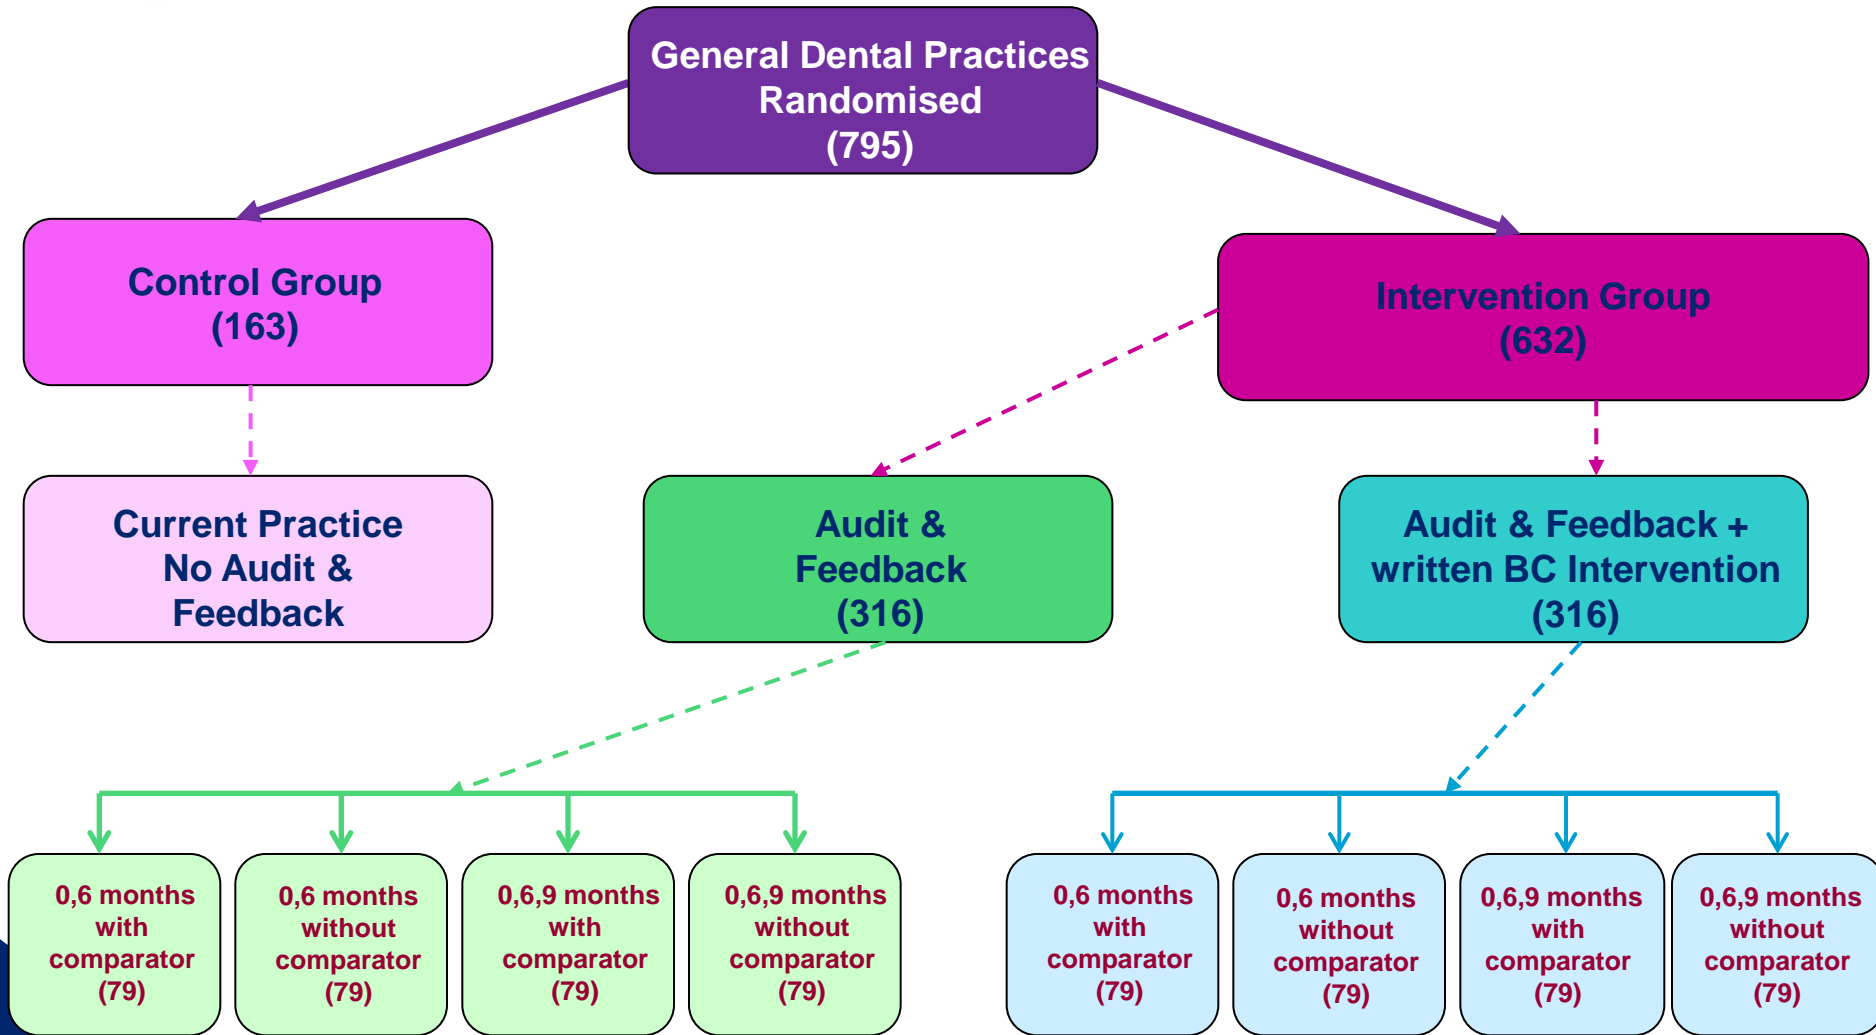 General Dental Practices
Randomised
(795)
Control Group
(163)
Intervention Group
(632)
Current Practice
No Audit &
Feedback
Audit &
Feedback
(316)
Audit & Feedback +
written BC Intervention
(316)
0,6 months
with
comparator
(79)
0,6 months
without
comparator
(79)
0,6,9 months
with
comparator
(79)
0,6,9 months
without
comparator
(79)
0,6 months
with
comparator
(79)
0,6 months
without
comparator
(79)
0,6,9 months
with
comparator
(79)
0,6,9 months
without
comparator
(79)